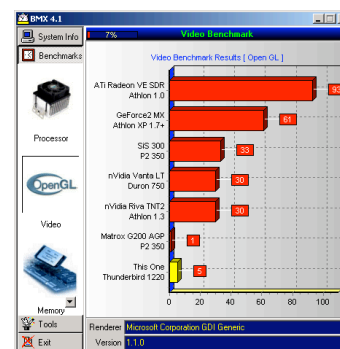 BMX 4.1
System Info
Benchmarks
Processor
OpenGL
Video
Memory
Tools
Exit
7%
Video Benchmark
Video Benchmark Results [ Open GL ]
ATi Radeon VE SDR
Athlon 1.0
93
GeForce2 MX
Athlon XP 1.7+
61
SiS 300
P2 350
33
nVidia Vanta LT
Duron 750
30
nVidia Riva TNT2
Athlon 1.3
30
Matrox G200 AGP
P2 350
1
This One
Thunderbird 1220
5
0 20 40 60 80 100
Renderer Microsoft Corporation GDI Generic
Version 1.1.0